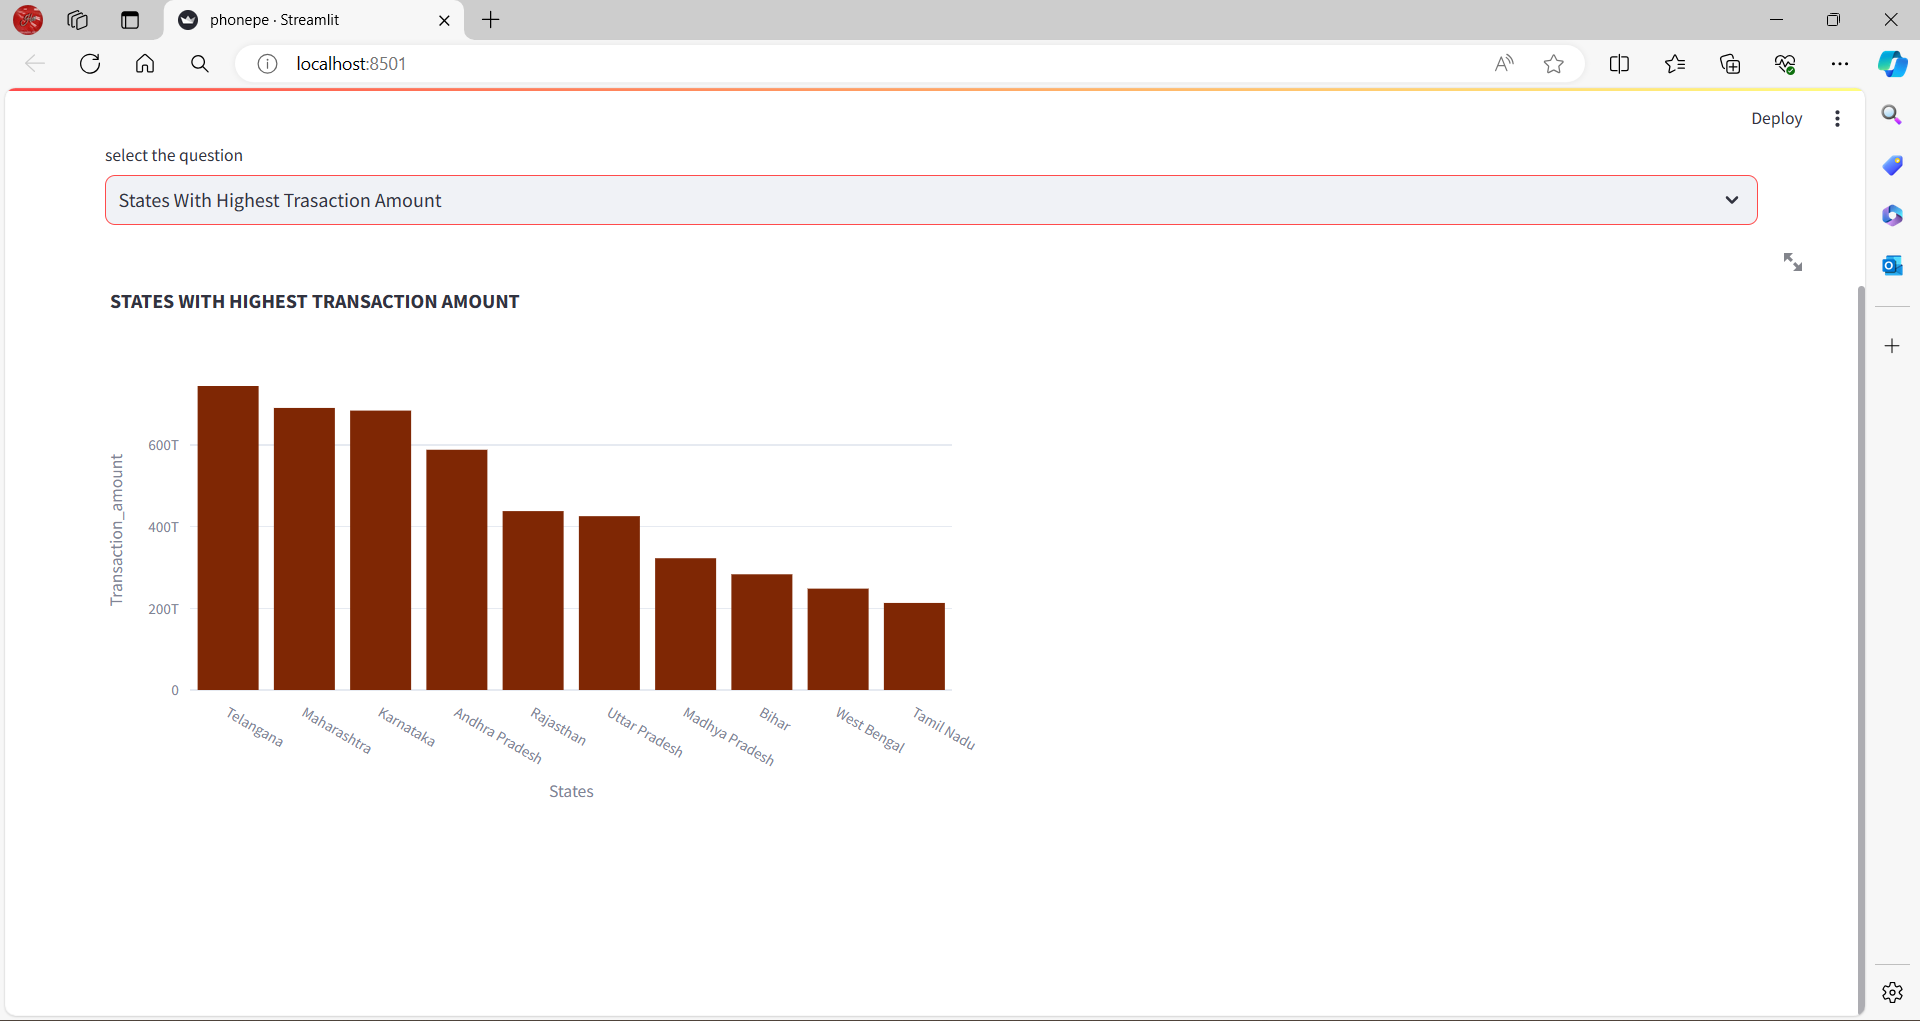 phonepe · Streamlit
localhost:8501
Deploy
select the question
States With Highest Trasaction Amount
STATES WITH HIGHEST TRANSACTION AMOUNT
Transaction_amount
600T
400T
200T
0
Telangana
Maharashtra
Karnataka
Andhra Pradesh
Rajasthan
Uttar Pradesh
Madhya Pradesh
Bihar
West Bengal
Tamil Nadu
States